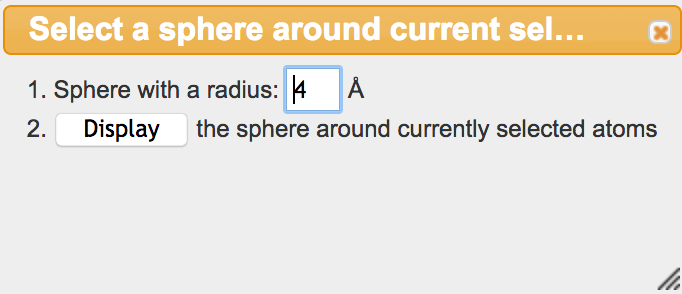 Select a sphere around current sel...
1. Sphere with a radius: 4 Å
2. Display the sphere around currently selected atoms